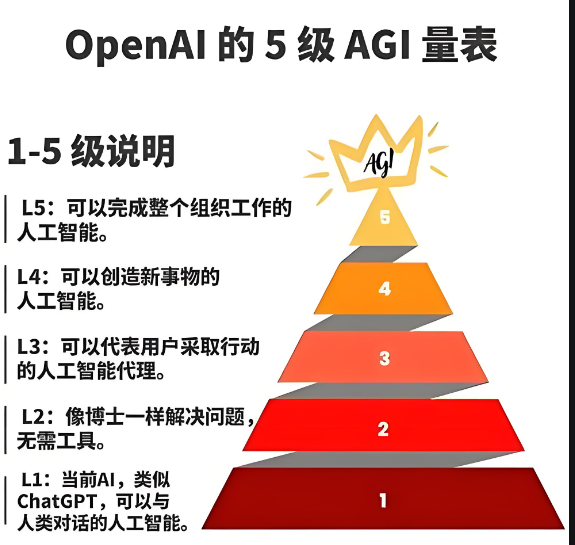 OpenAI 的 5 级 AGI 量表
1-5 级说明
AGI
L5：可以完成整个组织工作的
人工智能。
5
L4：可以创造新事物的
人工智能。
4
L3：可以代表用户采取行动
的人工智能代理。
3
L2：像博士一样解决问题，
无需工具。
2
L1：当前AI，类似
ChatGPT，可以与
人类对话的人工智能。
1